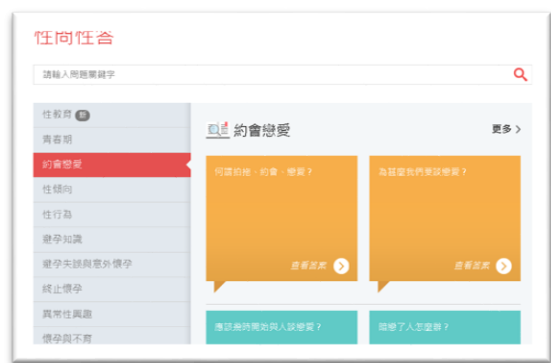 性問性答
請輸入問題關鍵字
性教育 新
青春期
約會戀愛
性傾向
性行為
避孕知識
避孕失誤與意外懷孕
終止懷孕
異常性興趣
懷孕與不育
約會戀愛
更多 >
何謂拍拖、約會、戀愛？
查看答案
為甚麼我們要談戀愛？
查看答案
應該幾時開始與人談戀愛？
暗戀了人怎麼辦？